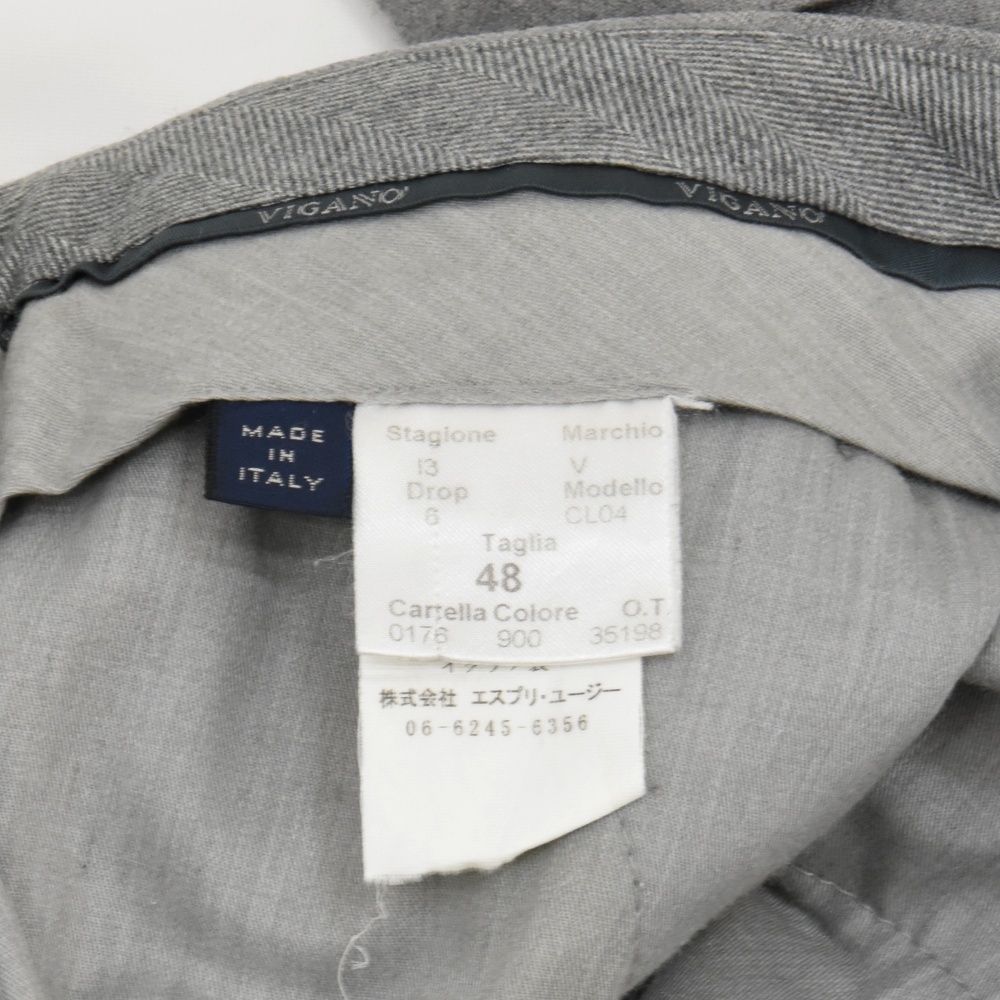 VIGANO'
VIGANO'
MADE
IN
ITALY
Stagione Marchio
13 V
Drop Modello
6 CL04
Taglia
48
Cartella Colore O.T.
0176 900 35198
株式会社 エスプリ・ユージー
06-6245-6356